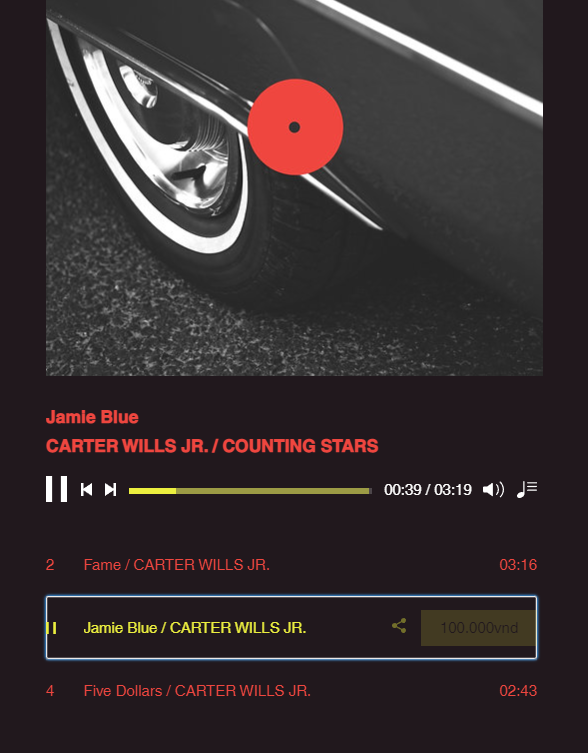 Jamie Blue
CARTER WILLS JR. / COUNTING STARS
00:39 / 03:19
2 Fame / CARTER WILLS JR. 03:16
Jamie Blue / CARTER WILLS JR. 100.000vnd
4 Five Dollars / CARTER WILLS JR. 02:43